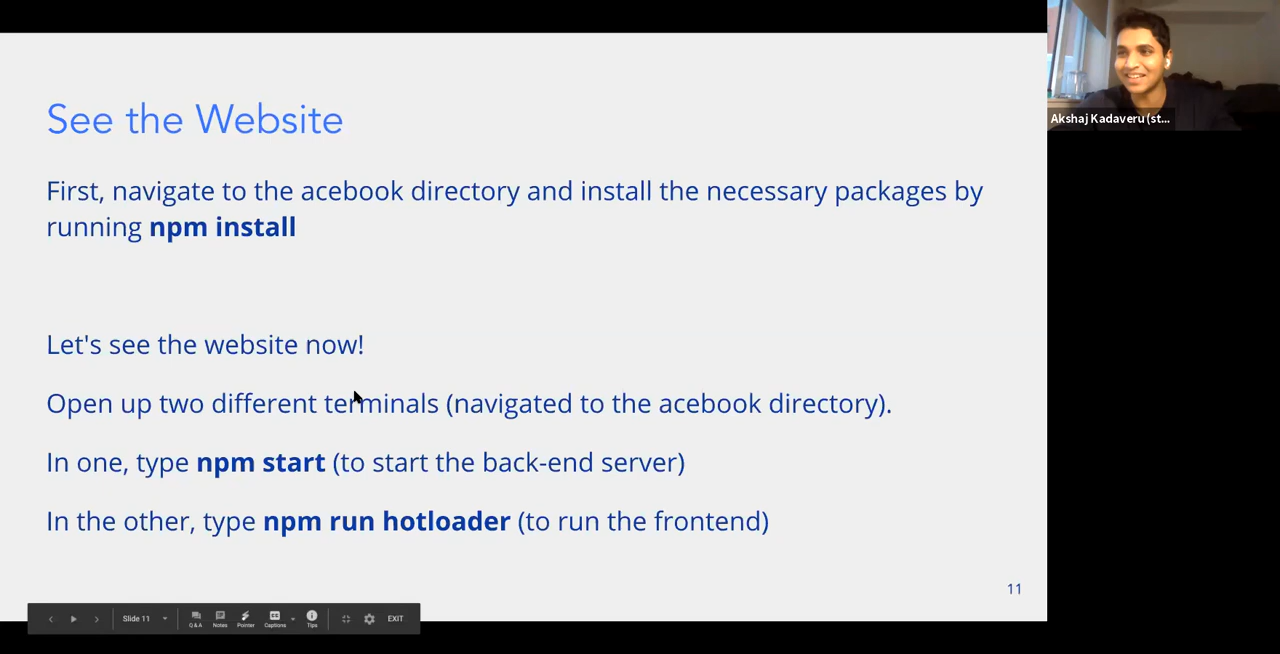 See the Website
First, navigate to the acebook directory and install the necessary packages by
running npm install
Let's see the website now!
Open up two different terminals (navigated to the acebook directory).
In one, type npm start (to start the back-end server)
In the other, type npm run hotloader (to run the frontend)
11
Slide 11
Q&A Notes Pointer Captions Tips EXIT
Akshaj Kadaveru (st...